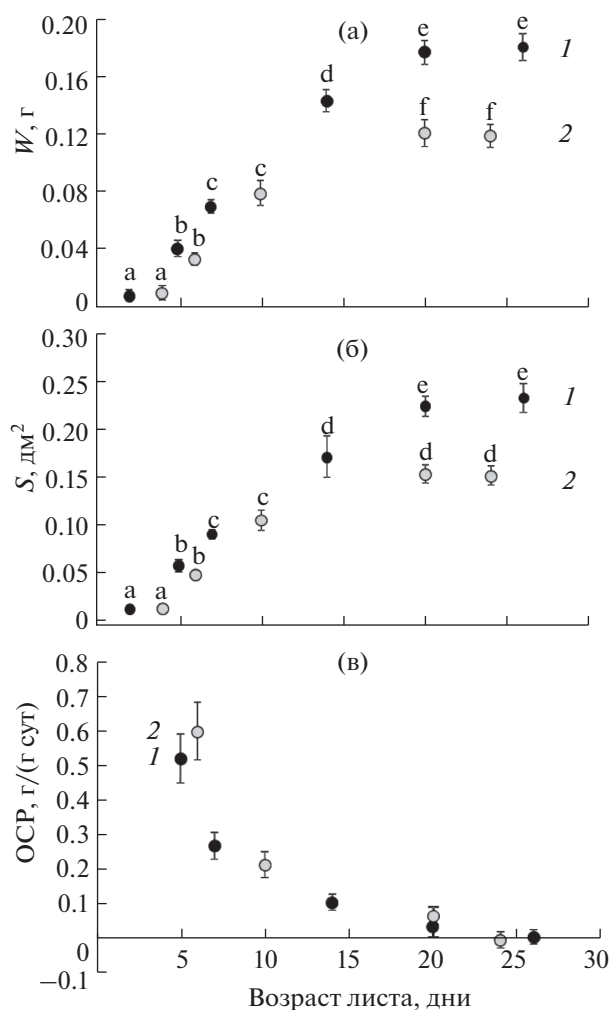 (а)
0.20
0.16
0.12
0.08
0.04
0
W, г
a
a
b
b
c
c
d
e
f
e
f
1
2
(б)
0.30
0.25
0.20
0.15
0.10
0.05
0
S, дм²
a
a
b
b
c
c
d
e
d
e
d
1
2
(в)
0.8
0.7
0.6
0.5
0.4
0.3
0.2
0.1
0
−0.1
ОСР, г/(г сут)
2
1
5 10 15 20 25 30
Возраст листа, дни